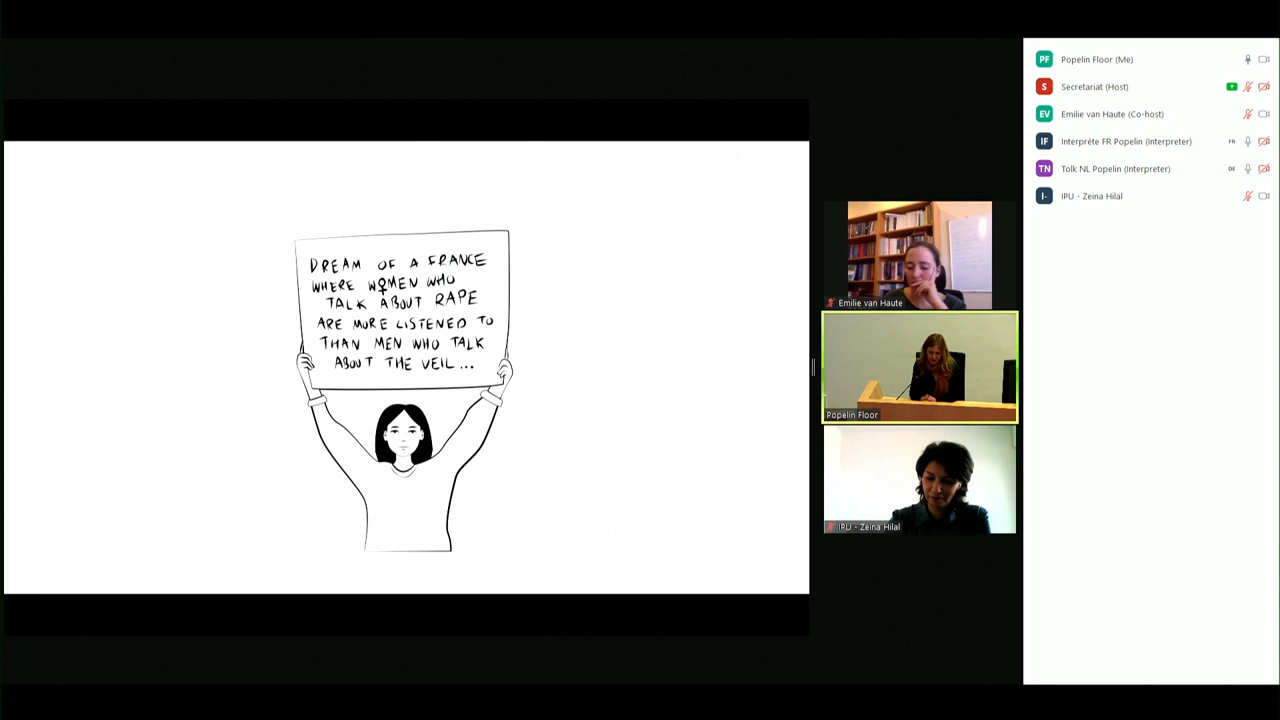 DREAM OF A FRANCE
WHERE WOMEN WHO
TALK ABOUT RAPE
ARE MORE LISTENED TO
THAN MEN WHO TALK
ABOUT THE VEIL...
Emilie van Haute
Popelin Floor
IPU - Zeina Hilal
PF Popelin Floor (Me)
S Secretariat (Host)
EV Emilie van Haute (Co-host)
IF Interprète FR Popelin (Interpreter) FR
TN Tolk NL Popelin (Interpreter) DE
I- IPU - Zeina Hilal